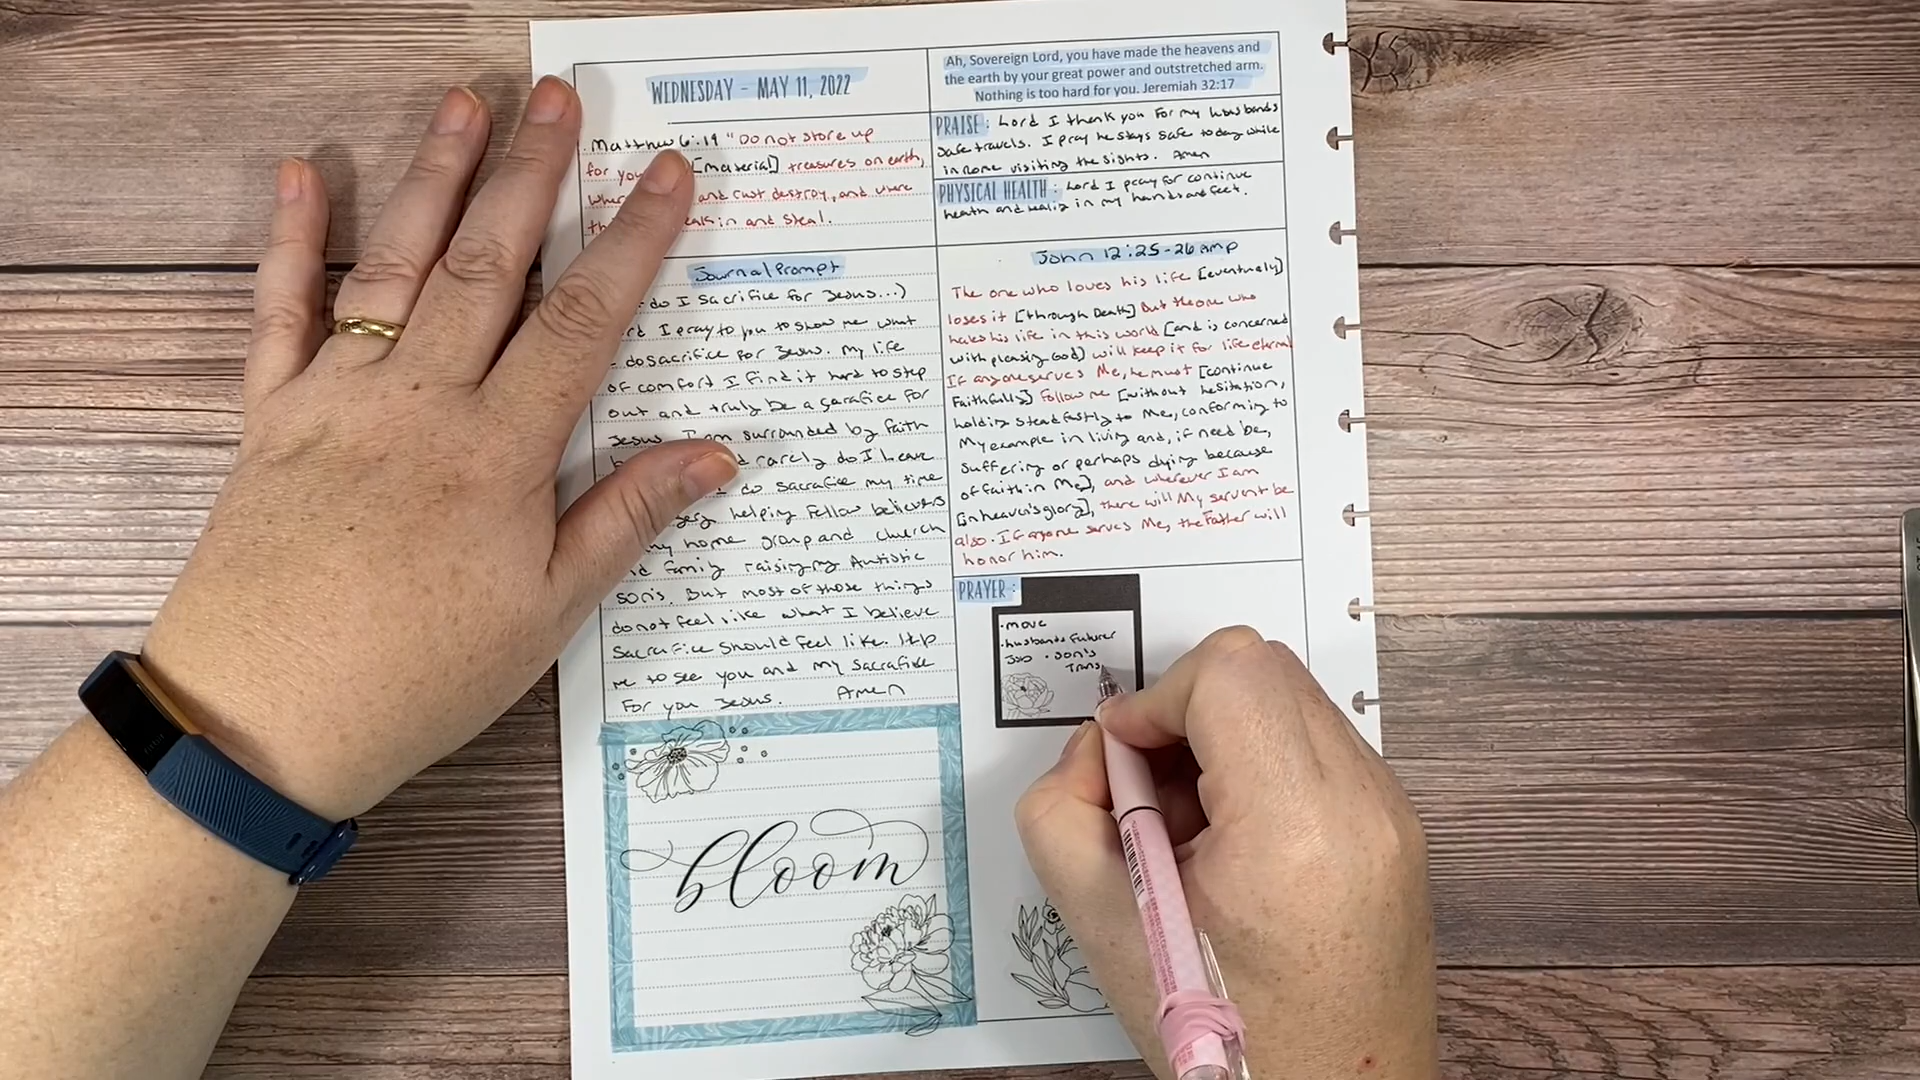 WEDNESDAY - MAY 11, 2022
Matthew 6:19 "Do not store up
for you [material] treasures on earth,
wher and rust destroy, and where
th in and steal.
Journal Prompt
do I sacrifice for Jesus...)
I pray to you to show me what
do sacrifice for Jesus. My life
of comfort I find it hard to step
out and truly be a sacrifice for
Jesus. I am surrounded by faith
rarely do I leave
I do sacrafice my time
helping fellow believers
my home group and church
family raising my Autistic
sons. But most of those things
do not feel like what I believe
Sacrafice should feel like. Help
me to see you and my sacrafice
For you Jesus. Amen
bloom
Ah, Sovereign Lord, you have made the heavens and
the earth by your great power and outstretched arm.
Nothing is too hard for you. Jeremiah 32:17
PRAISE: Lord I thank you for my husbands
safe travels. I pray he stays safe today while
in Rome visiting the sights. Amen
PHYSICAL HEALTH: Lord I pray for continue
heath and in my hands and feet.
John 12:25-26 AMP
The one who loves his life [eventually]
loses it [through Death] But the one who
hates his life in this world [and is concerned
with pleasing God] will keep it for life eternal
If anyone serves Me, he must [continue
Faithfully] follow me [without hesitation,
holding steadfastly to Me, conforming to
My example in living and, if need be,
suffering or perhaps dying because
of faith in Me], and wherever I am
[in heaven's glory], there will My servant be
also. If anyone serves Me, the Father will
honor him.
PRAYER:
• move
• husbands Future
Job • son's
Trans
fitbit